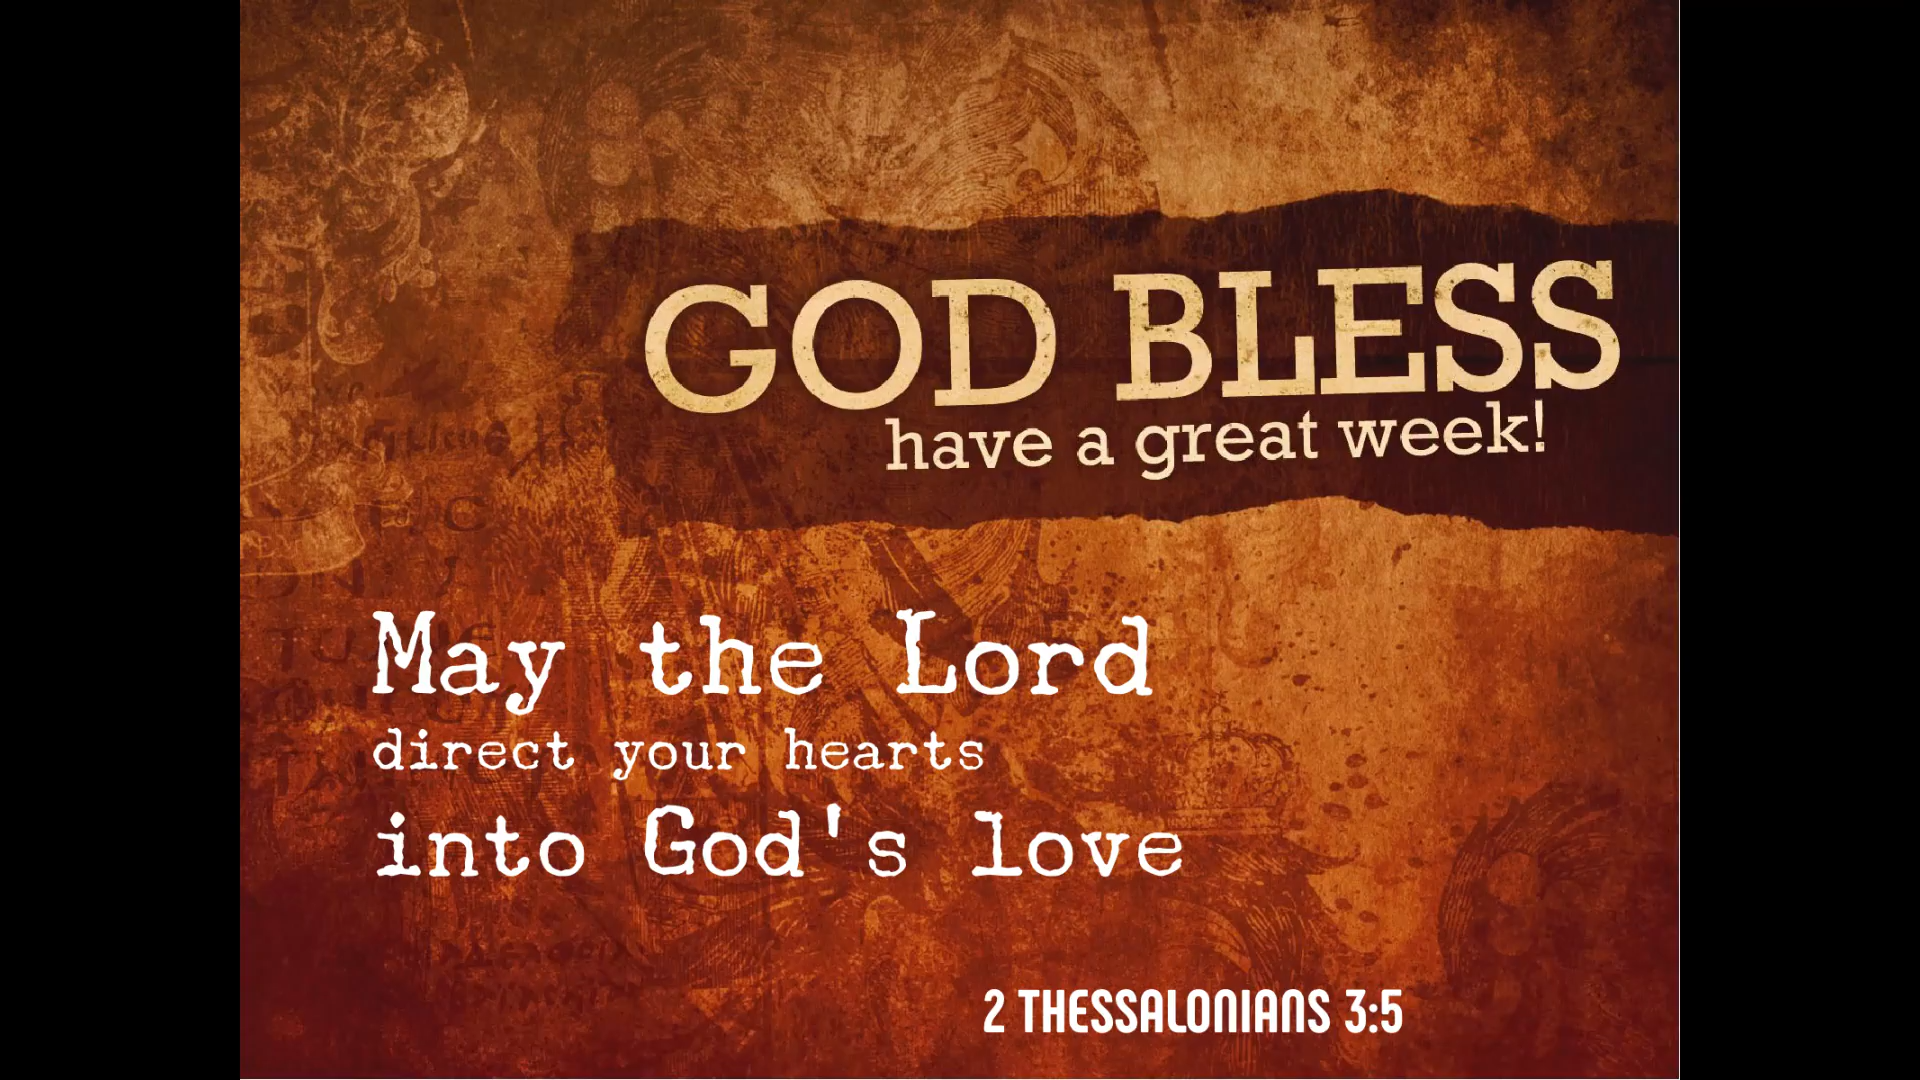 GOD BLESS
have a great week!
May the Lord
direct your hearts
into God's love
2 THESSALONIANS 3:5